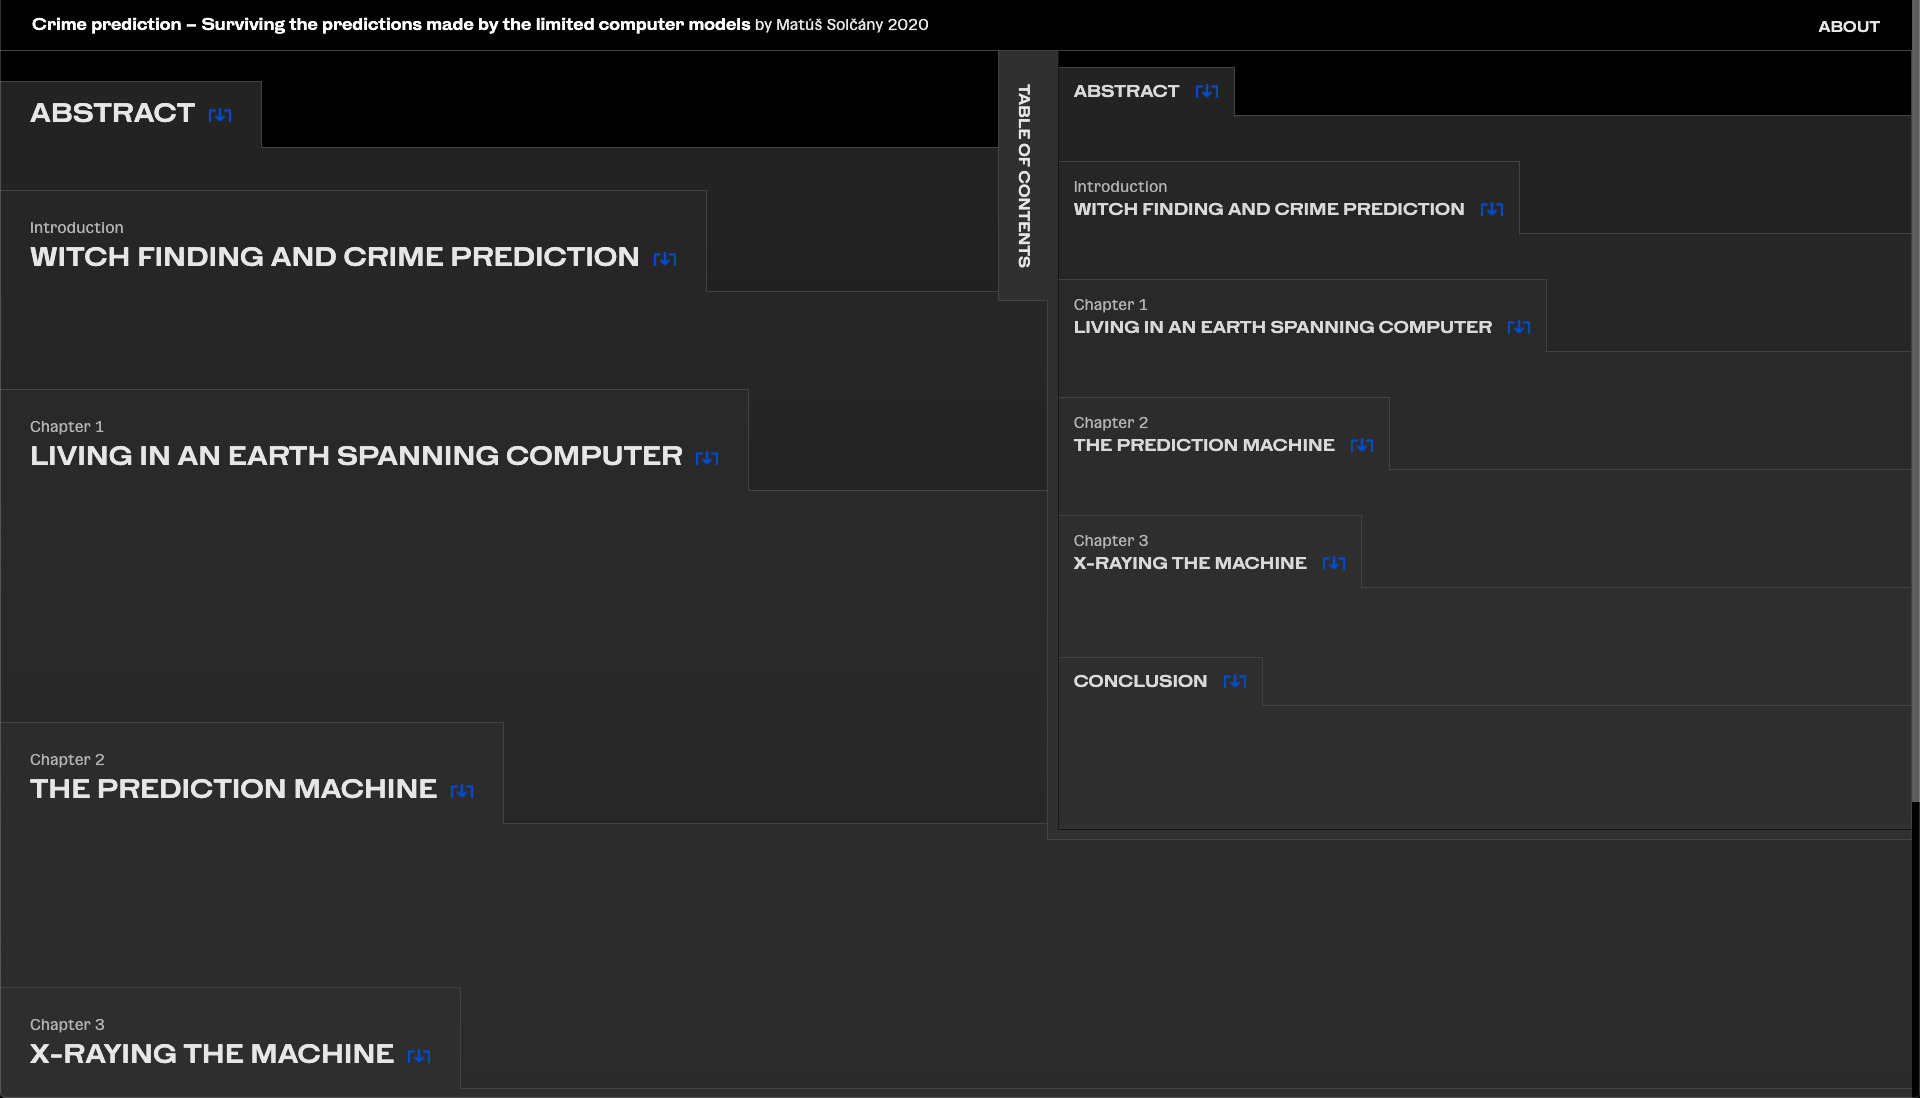 Crime prediction – Surviving the predictions made by the limited computer models by Matúš Solčány 2020
ABOUT
ABSTRACT
Introduction
WITCH FINDING AND CRIME PREDICTION
Chapter 1
LIVING IN AN EARTH SPANNING COMPUTER
Chapter 2
THE PREDICTION MACHINE
Chapter 3
X-RAYING THE MACHINE
TABLE OF CONTENTS
ABSTRACT
Introduction
WITCH FINDING AND CRIME PREDICTION
Chapter 1
LIVING IN AN EARTH SPANNING COMPUTER
Chapter 2
THE PREDICTION MACHINE
Chapter 3
X-RAYING THE MACHINE
CONCLUSION